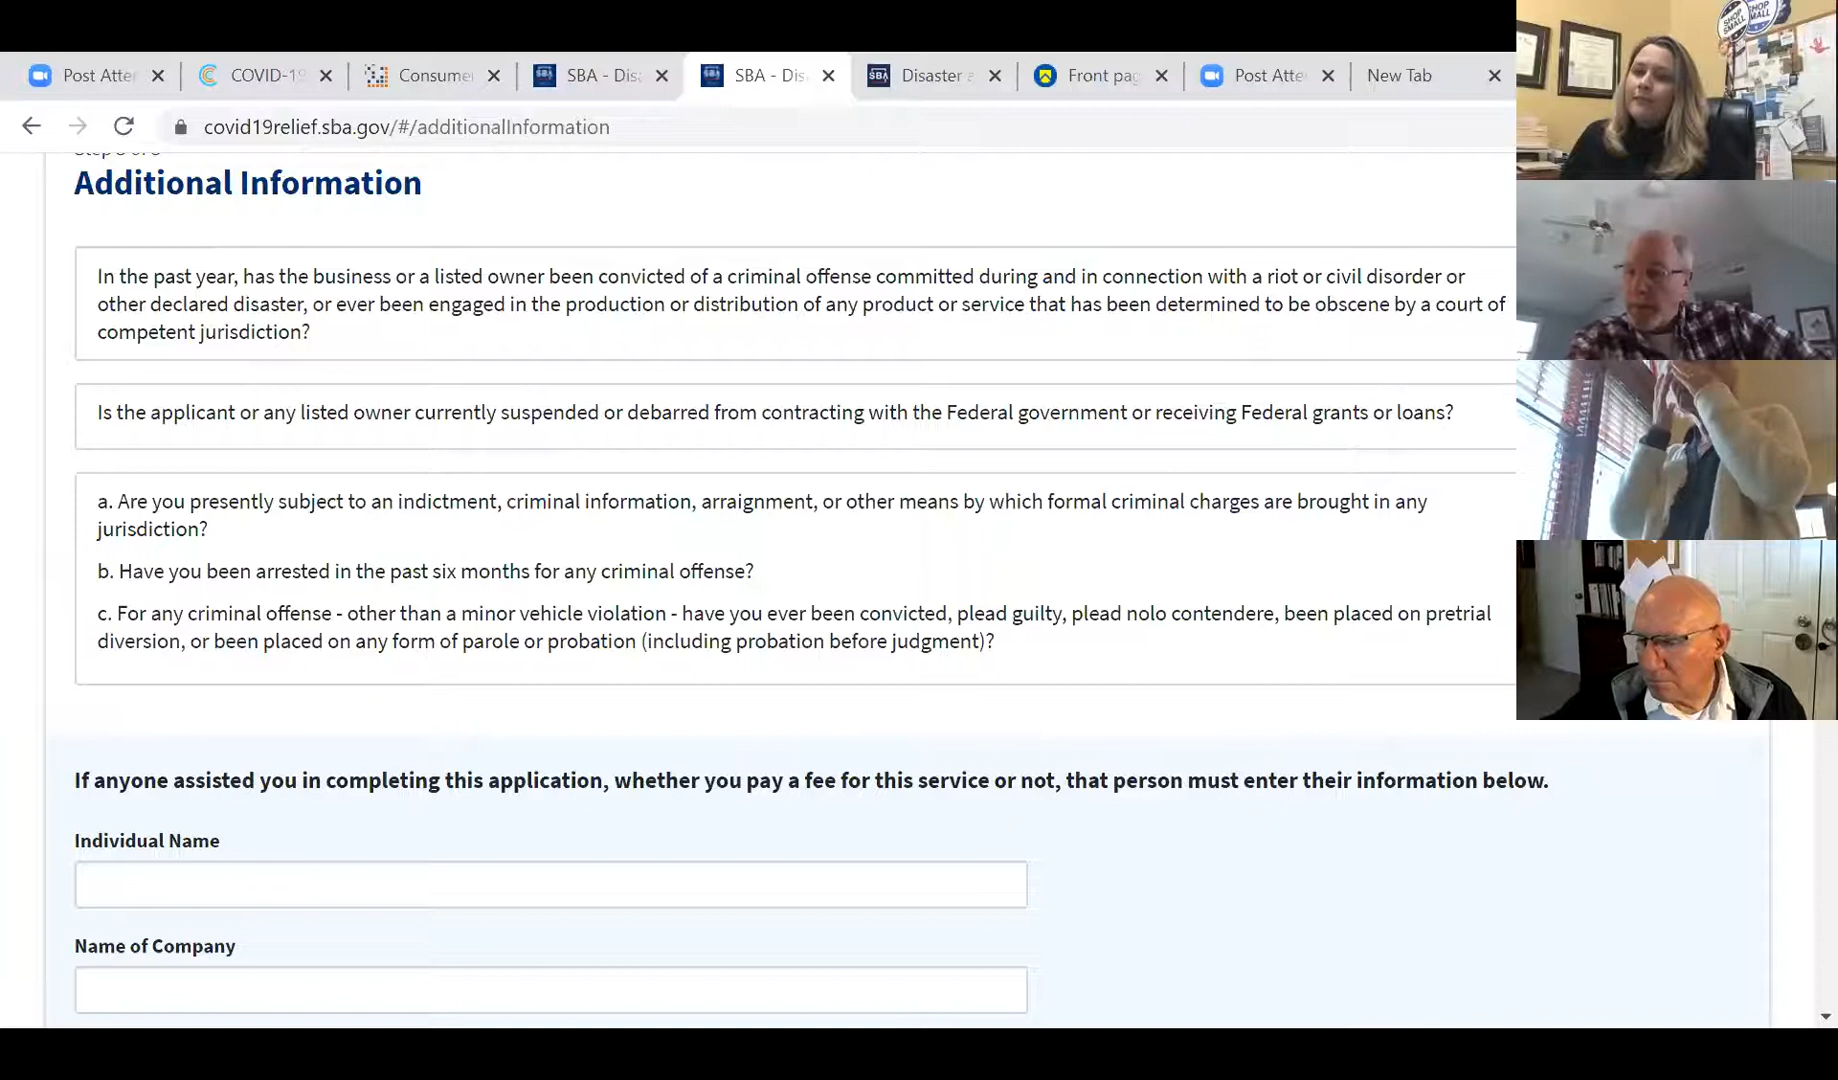 Post Atte
COVID-19
Consume
SBA - Disa
SBA - Dis
Disaster a
Front pag
Post Atte
New Tab
covid19relief.sba.gov/#/additionalInformation
Additional Information
In the past year, has the business or a listed owner been convicted of a criminal offense committed during and in connection with a riot or civil disorder or
other declared disaster, or ever been engaged in the production or distribution of any product or service that has been determined to be obscene by a court of
competent jurisdiction?
Is the applicant or any listed owner currently suspended or debarred from contracting with the Federal government or receiving Federal grants or loans?
a. Are you presently subject to an indictment, criminal information, arraignment, or other means by which formal criminal charges are brought in any
jurisdiction?
b. Have you been arrested in the past six months for any criminal offense?
c. For any criminal offense - other than a minor vehicle violation - have you ever been convicted, plead guilty, plead nolo contendere, been placed on pretrial
diversion, or been placed on any form of parole or probation (including probation before judgment)?
If anyone assisted you in completing this application, whether you pay a fee for this service or not, that person must enter their information below.
Individual Name
Name of Company
SHOP
SMALL
SHOP
MALL